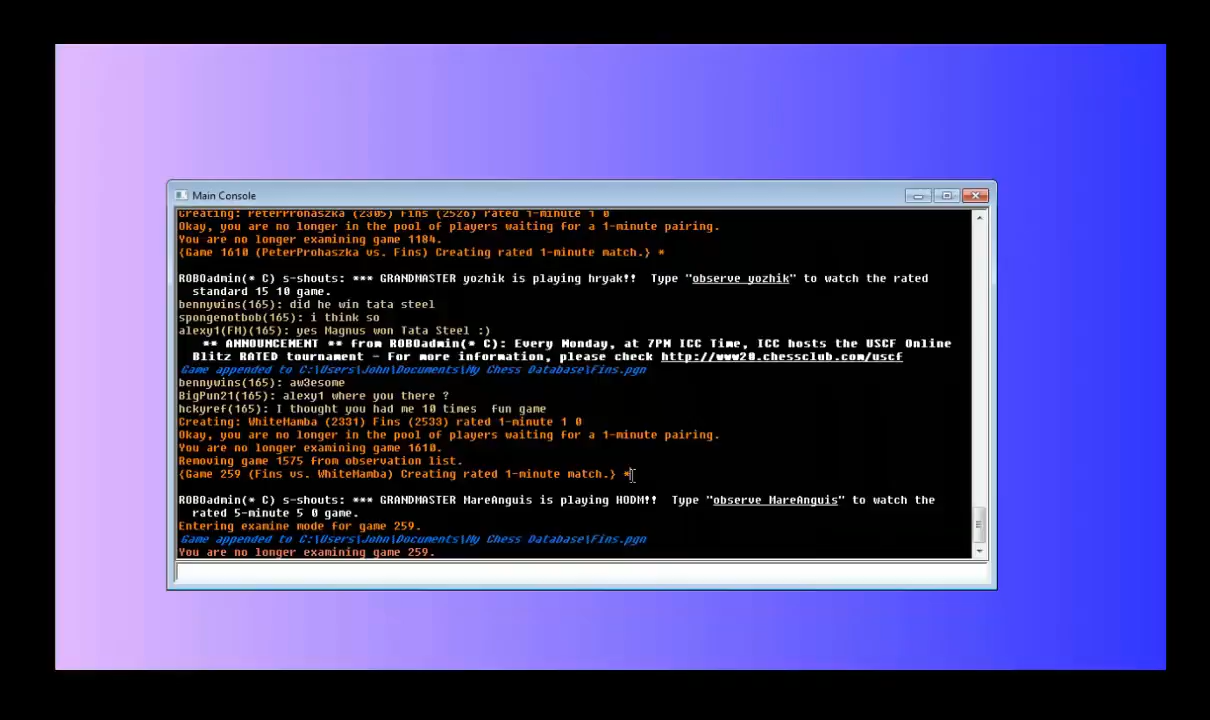 Main Console
Creating: PeterProhaszka (2305) Fins (2526) rated 1-minute 1 0
Okay, you are no longer in the pool of players waiting for a 1-minute pairing.
You are no longer examining game 1184.
{Game 1610 (PeterProhaszka vs. Fins) Creating rated 1-minute match.} *
ROBOadmin(* C) s-shouts: *** GRANDMASTER yozhik is playing hryak!!  Type "observe yozhik" to watch the rated
standard 15 10 game.
bennywins(165): did he win tata steel
spongenotbob(165): i think so
alexy1(FM)(165): yes Magnus won Tata Steel :)
** ANNOUNCEMENT ** from ROBOadmin(* C): Every Monday, at 7PM ICC Time, ICC hosts the USCF Online
Blitz RATED tournament - For more information, please check http://www20.chessclub.com/uscf
Game appended to C:\Users\John\Documents\My Chess Database\Fins.pgn
bennywins(165): aw3esome
BigPun21(165): alexy1 where you there ?
hckyref(165): I thought you had me 10 times  fun game
Creating: WhiteMamba (2331) Fins (2533) rated 1-minute 1 0
Okay, you are no longer in the pool of players waiting for a 1-minute pairing.
You are no longer examining game 1610.
Removing game 1575 from observation list.
{Game 259 (Fins vs. WhiteMamba) Creating rated 1-minute match.} *
ROBOadmin(* C) s-shouts: *** GRANDMASTER MareAnguis is playing HODM!!  Type "observe MareAnguis" to watch the
rated 5-minute 5 0 game.
Entering examine mode for game 259.
Game appended to C:\Users\John\Documents\My Chess Database\Fins.pgn
You are no longer examining game 259.